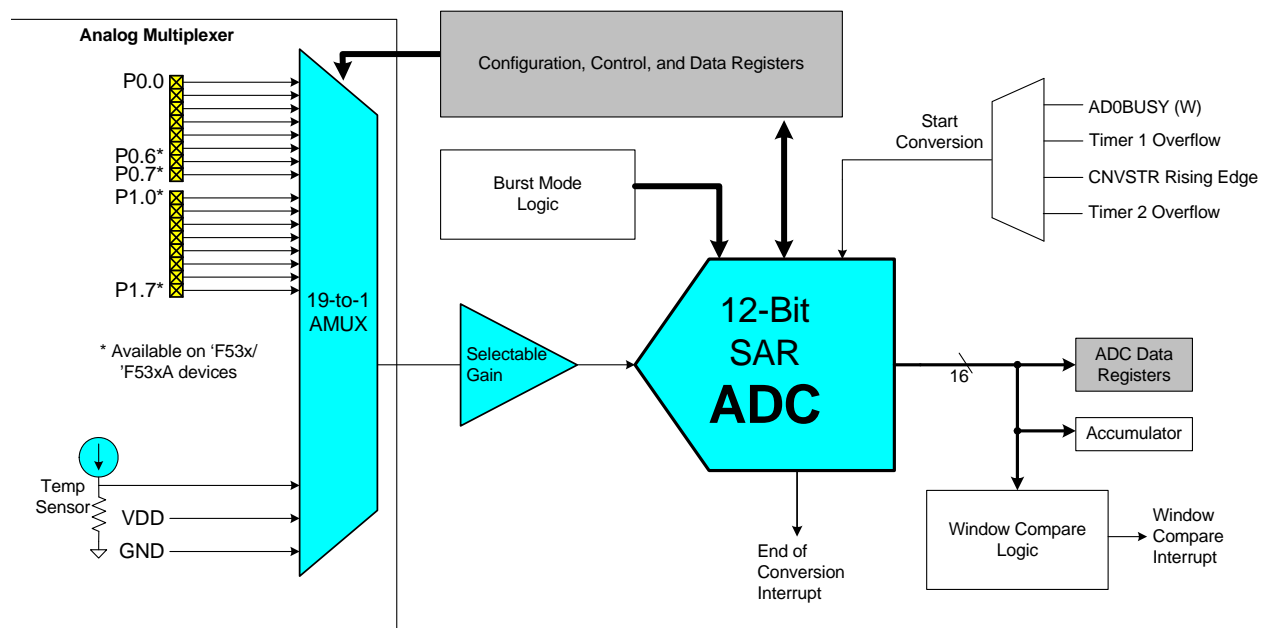 Analog Multiplexer
P0.0
P0.6*
P0.7*
P1.0*
P1.7*
19-to-1
AMUX
* Available on ‘F53x/
‘F53xA devices
Temp
Sensor
VDD
GND
Configuration, Control, and Data Registers
Burst Mode
Logic
Selectable
Gain
Start
Conversion
AD0BUSY (W)
Timer 1 Overflow
CNVSTR Rising Edge
Timer 2 Overflow
12-Bit
SAR
ADC
16
ADC Data
Registers
Accumulator
Window Compare
Logic
Window
Compare
Interrupt
End of
Conversion
Interrupt